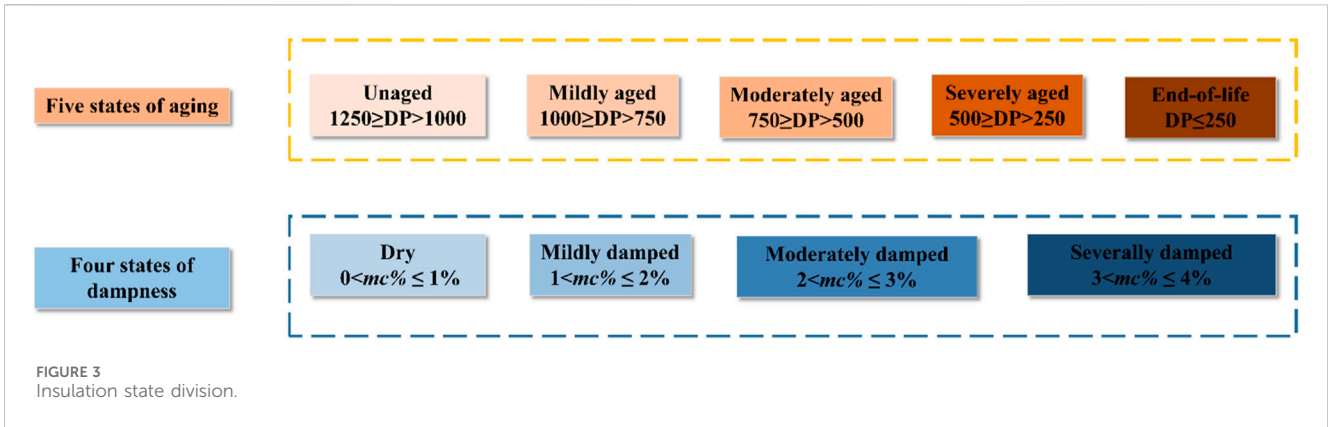 Five states of aging
Unaged
1250≥DP>1000
Mildly aged
1000≥DP>750
Moderately aged
750≥DP>500
Severely aged
500≥DP>250
End-of-life
DP≤250
Four states of
dampness
Dry
0<mc% ≤ 1%
Mildly damped
1<mc% ≤ 2%
Moderately damped
2<mc% ≤ 3%
Severally damped
3<mc% ≤ 4%
FIGURE 3
Insulation state division.